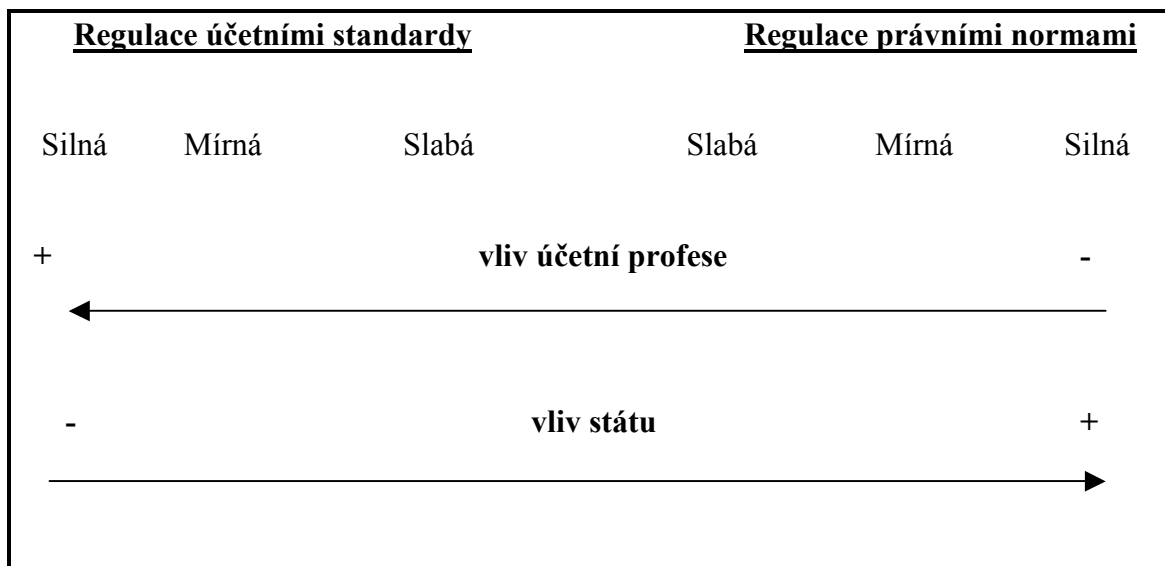 Regulace účetními standardy Regulace právními normami
Silná Mírná Slabá Slabá Mírná Silná
+ vliv účetní profese -
- vliv státu +